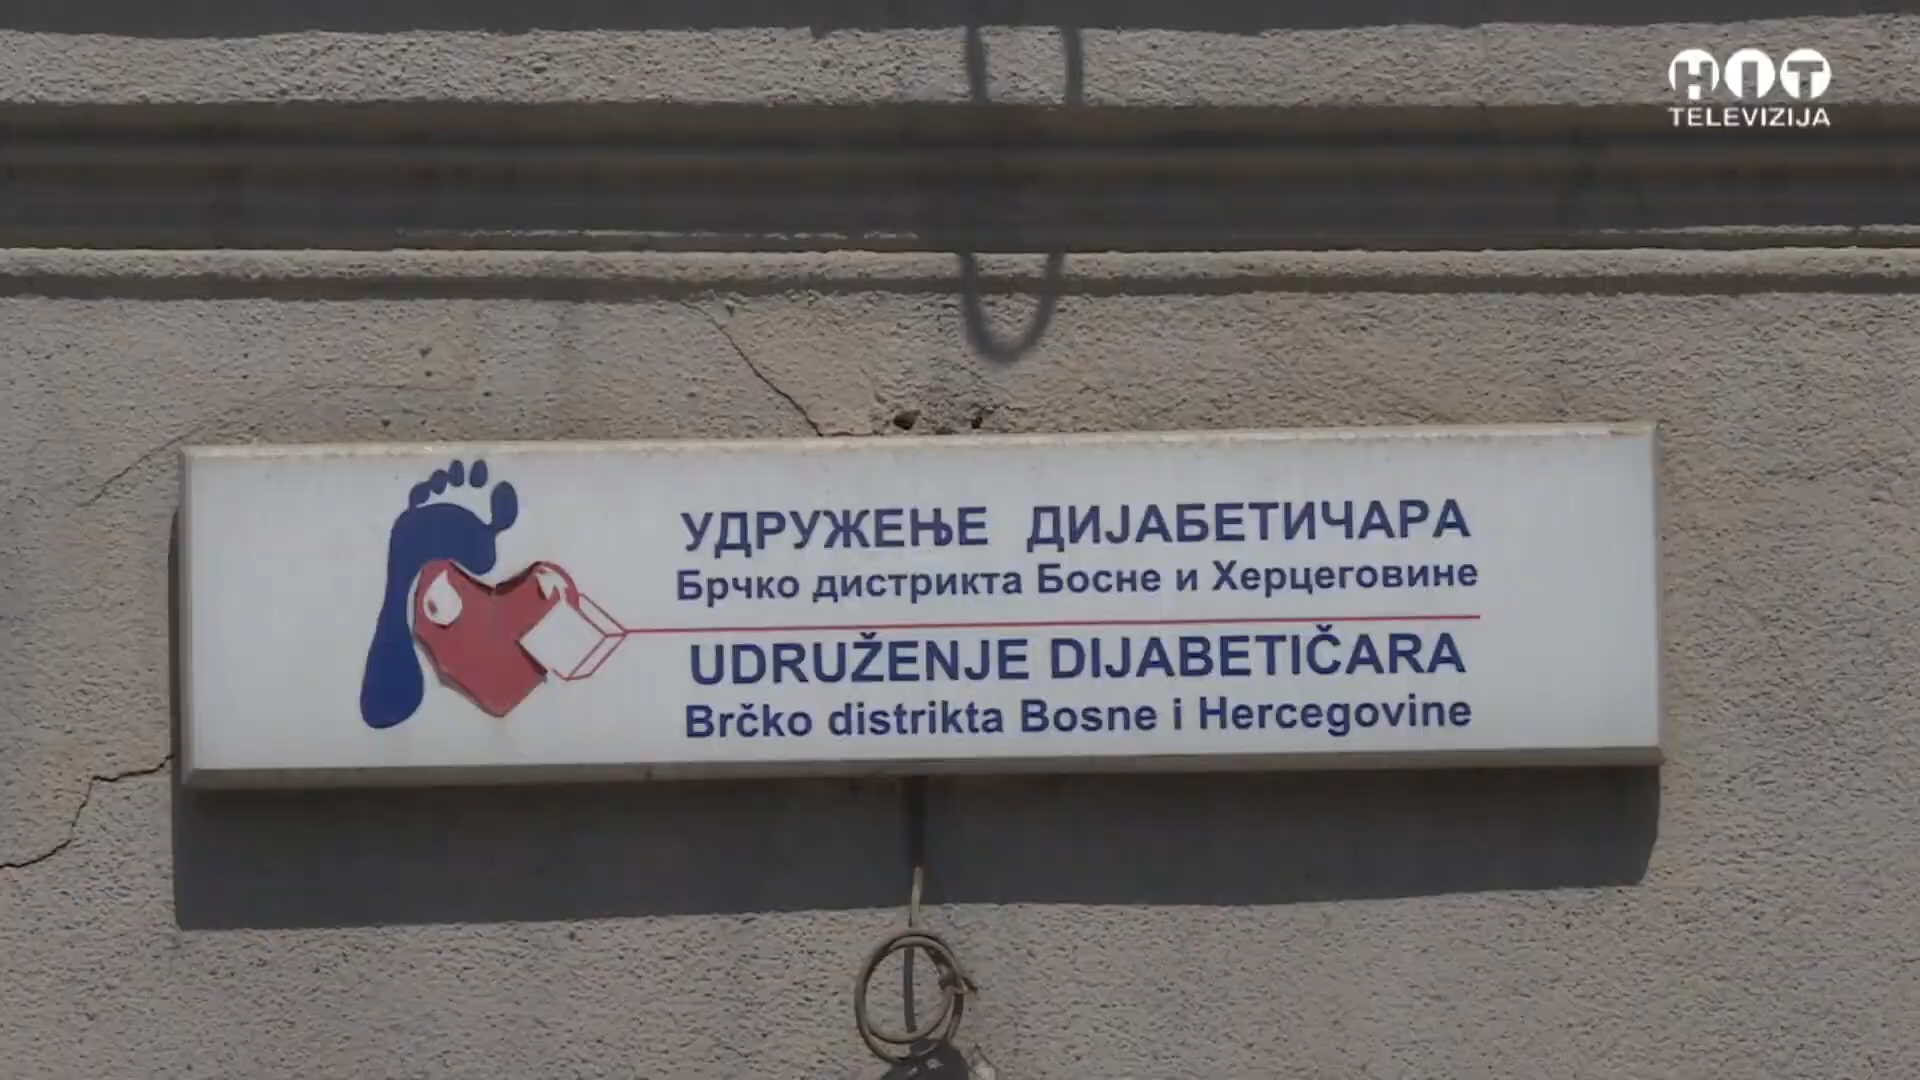 HIT
TELEVIZIJA
УДРУЖЕЊЕ ДИЈАБЕТИЧАРА
Брчко дистрикта Босне и Херцеговине
UDRUŽENJE DIJABETIČARA
Brčko distrikta Bosne i Hercegovine